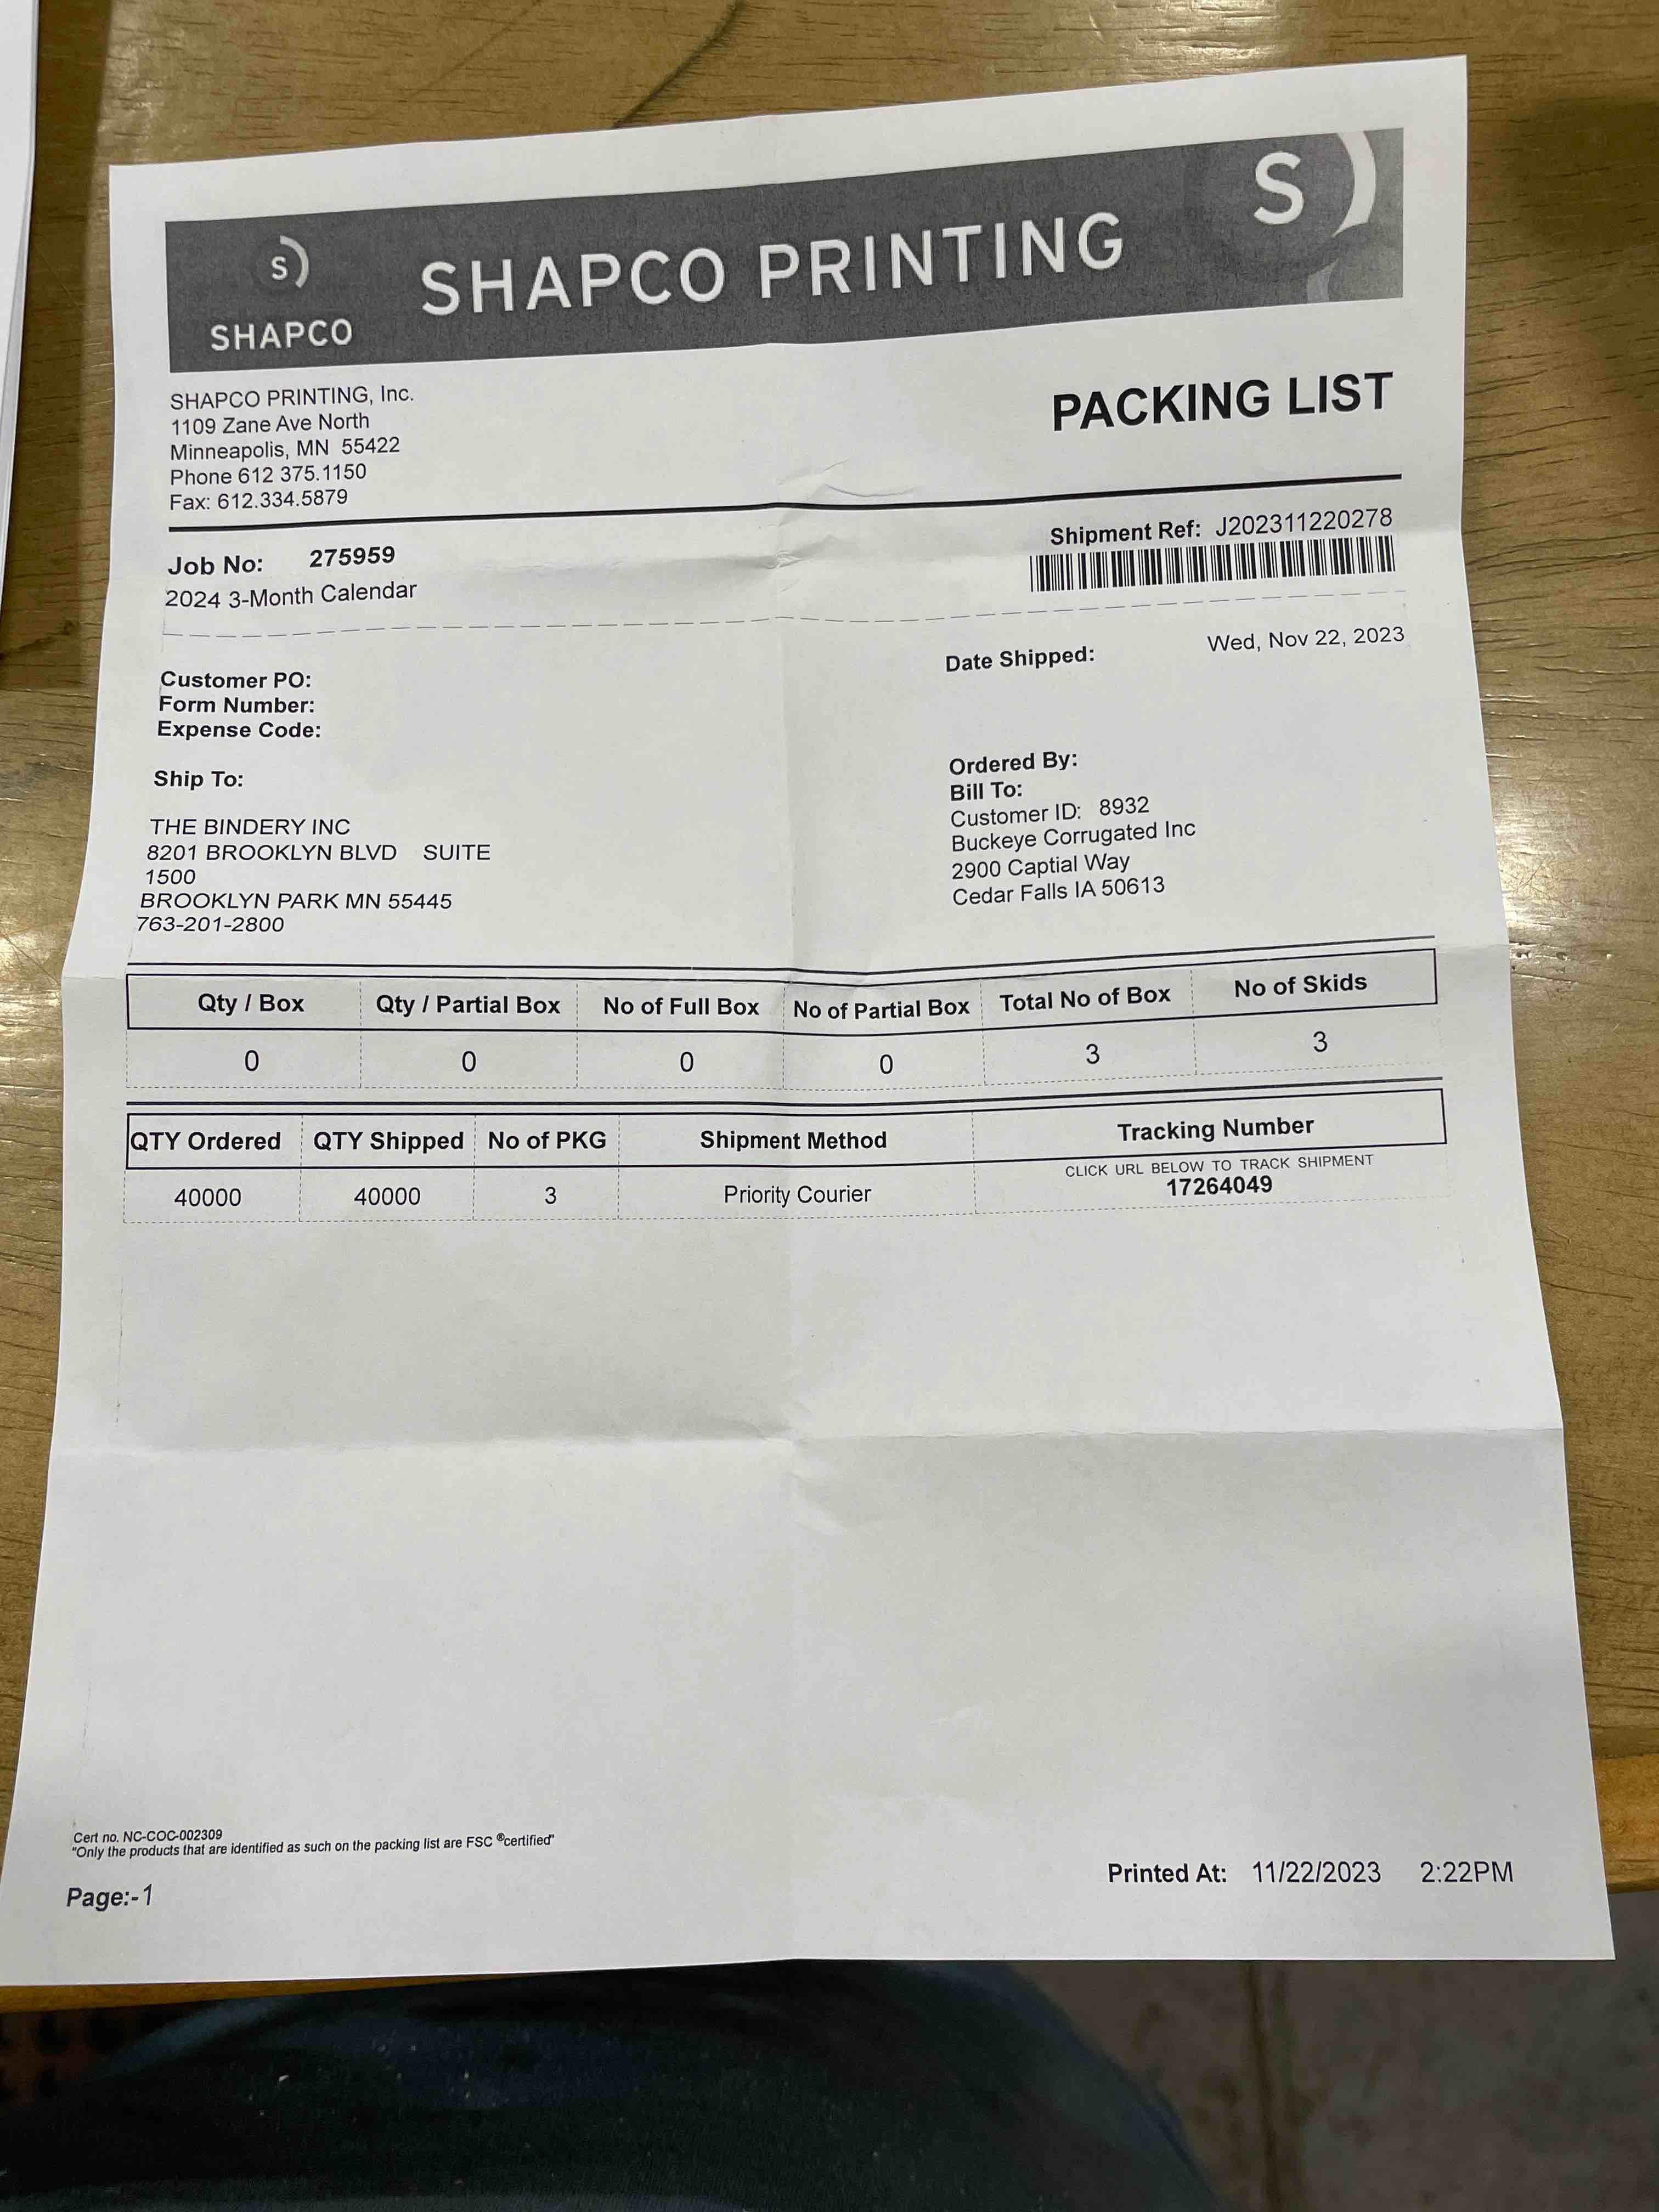 S)
SHAPCO
SHAPCO PRINTING
S)
SHAPCO PRINTING, Inc.
1109 Zane Ave North
Minneapolis, MN 55422
Phone 612 375.1150
Fax: 612.334.5879
PACKING LIST
Job No: 275959
2024 3-Month Calendar
Shipment Ref: J202311220278
Date Shipped: Wed, Nov 22, 2023
Customer PO:
Form Number:
Expense Code:
Ship To:
THE BINDERY INC
8201 BROOKLYN BLVD SUITE
1500
BROOKLYN PARK MN 55445
763-201-2800
Ordered By:
Bill To:
Customer ID: 8932
Buckeye Corrugated Inc
2900 Captial Way
Cedar Falls IA 50613
Qty / Box Qty / Partial Box No of Full Box No of Partial Box Total No of Box No of Skids
0 0 0 0 3 3
QTY Ordered QTY Shipped No of PKG Shipment Method Tracking Number
CLICK URL BELOW TO TRACK SHIPMENT
40000 40000 3 Priority Courier 17264049
Cert no. NC-COC-002309
"Only the products that are identified as such on the packing list are FSC ®certified"
Page:-1
Printed At: 11/22/2023 2:22PM